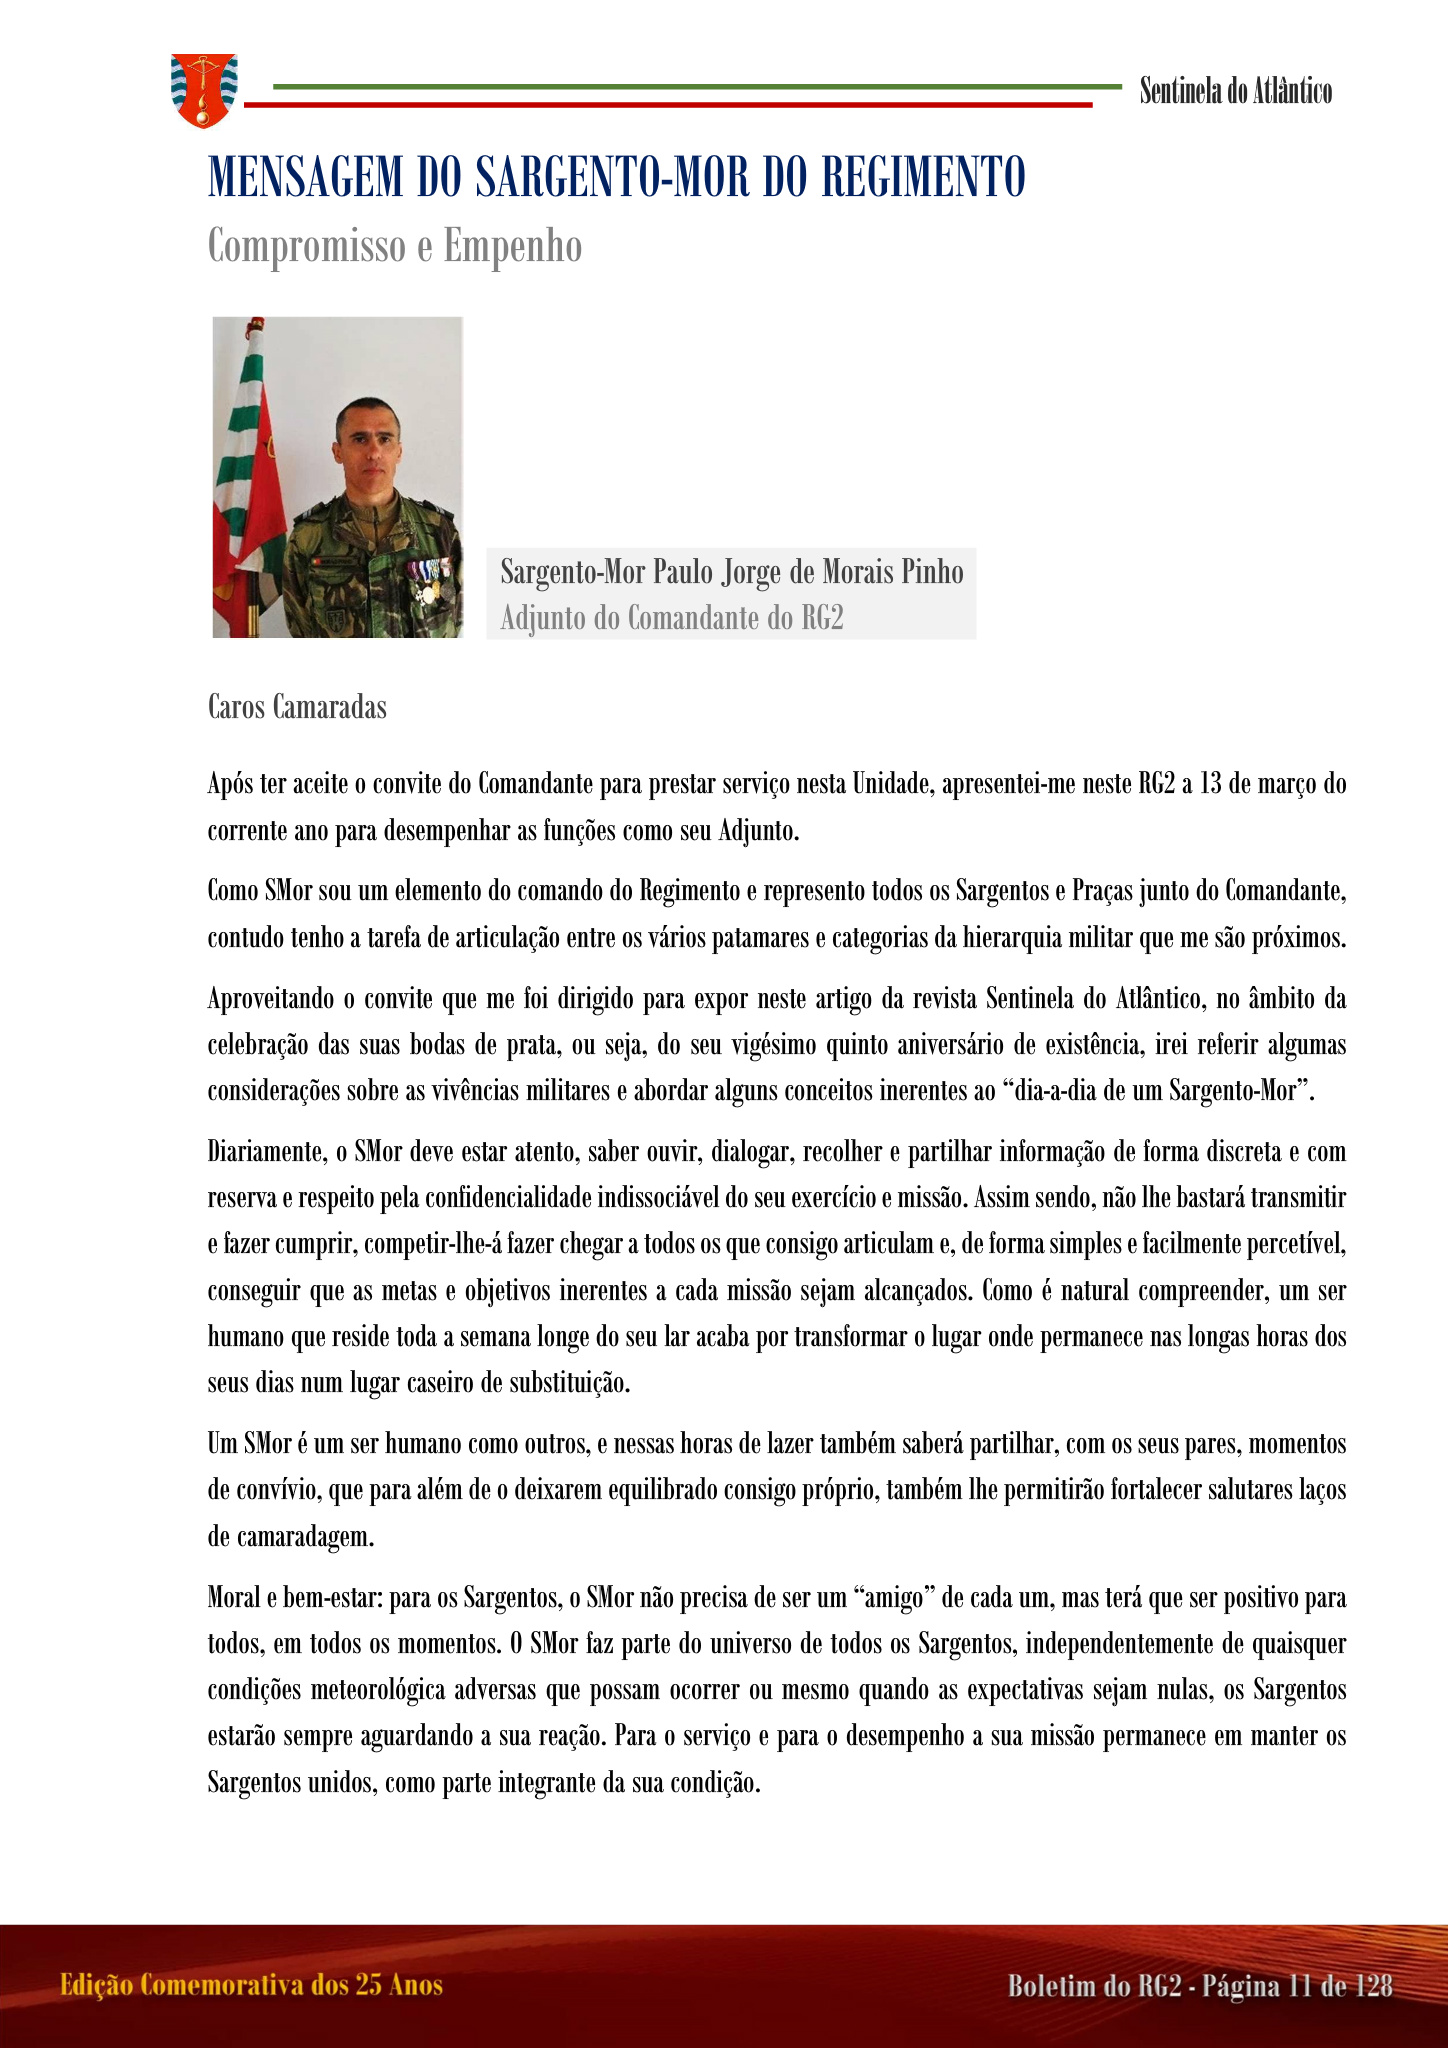 Sentinela do Atlântico
MENSAGEM DO SARGENTO-MOR DO REGIMENTO
Compromisso e Empenho
Sargento-Mor Paulo Jorge de Morais Pinho
Adjunto do Comandante do RG2
Caros Camaradas
Após ter aceite o convite do Comandante para prestar serviço nesta Unidade, apresentei-me neste RG2 a 13 de março do
corrente ano para desempenhar as funções como seu Adjunto.
Como SMor sou um elemento do comando do Regimento e represento todos os Sargentos e Praças junto do Comandante,
contudo tenho a tarefa de articulação entre os vários patamares e categorias da hierarquia militar que me são próximos.
Aproveitando o convite que me foi dirigido para expor neste artigo da revista Sentinela do Atlântico, no âmbito da
celebração das suas bodas de prata, ou seja, do seu vigésimo quinto aniversário de existência, irei referir algumas
considerações sobre as vivências militares e abordar alguns conceitos inerentes ao “dia-a-dia de um Sargento-Mor”.
Diariamente, o SMor deve estar atento, saber ouvir, dialogar, recolher e partilhar informação de forma discreta e com
reserva e respeito pela confidencialidade indissociável do seu exercício e missão. Assim sendo, não lhe bastará transmitir
e fazer cumprir, competir-lhe-á fazer chegar a todos os que consigo articulam e, de forma simples e facilmente percetível,
conseguir que as metas e objetivos inerentes a cada missão sejam alcançados. Como é natural compreender, um ser
humano que reside toda a semana longe do seu lar acaba por transformar o lugar onde permanece nas longas horas dos
seus dias num lugar caseiro de substituição.
Um SMor é um ser humano como outros, e nessas horas de lazer também saberá partilhar, com os seus pares, momentos
de convívio, que para além de o deixarem equilibrado consigo próprio, também lhe permitirão fortalecer salutares laços
de camaradagem.
Moral e bem-estar: para os Sargentos, o SMor não precisa de ser um “amigo” de cada um, mas terá que ser positivo para
todos, em todos os momentos. O SMor faz parte do universo de todos os Sargentos, independentemente de quaisquer
condições meteorológica adversas que possam ocorrer ou mesmo quando as expectativas sejam nulas, os Sargentos
estarão sempre aguardando a sua reação. Para o serviço e para o desempenho a sua missão permanece em manter os
Sargentos unidos, como parte integrante da sua condição.
Edição Comemorativa dos 25 Anos
Boletim do RG2 - Página 11 de 128